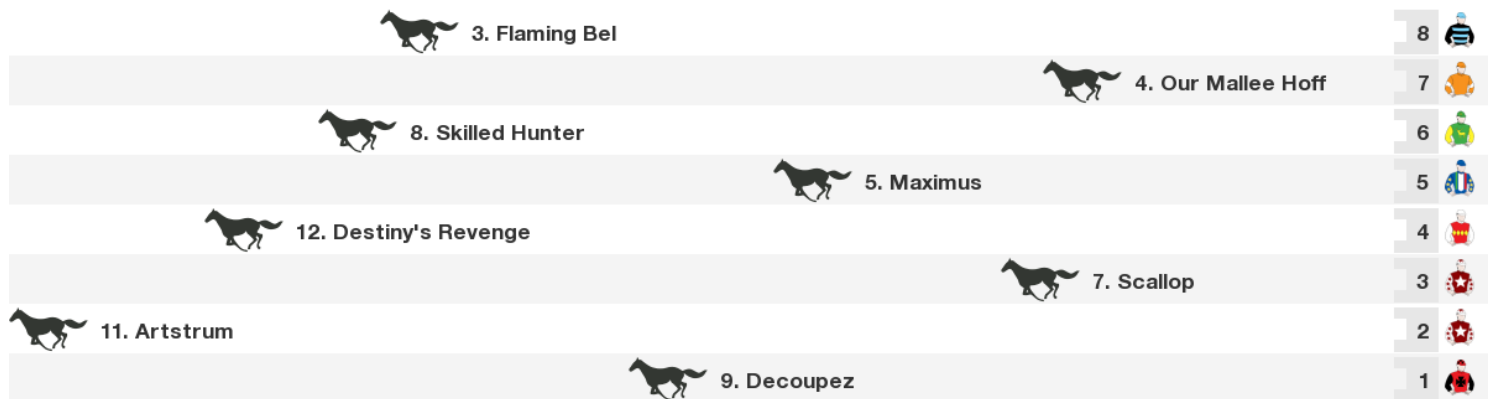 3. Flaming Bel 8
4. Our Mallee Hoff 7
8. Skilled Hunter 6
5. Maximus 5
12. Destiny's Revenge 4
7. Scallop 3
11. Artstrum 2
9. Decoupez 1